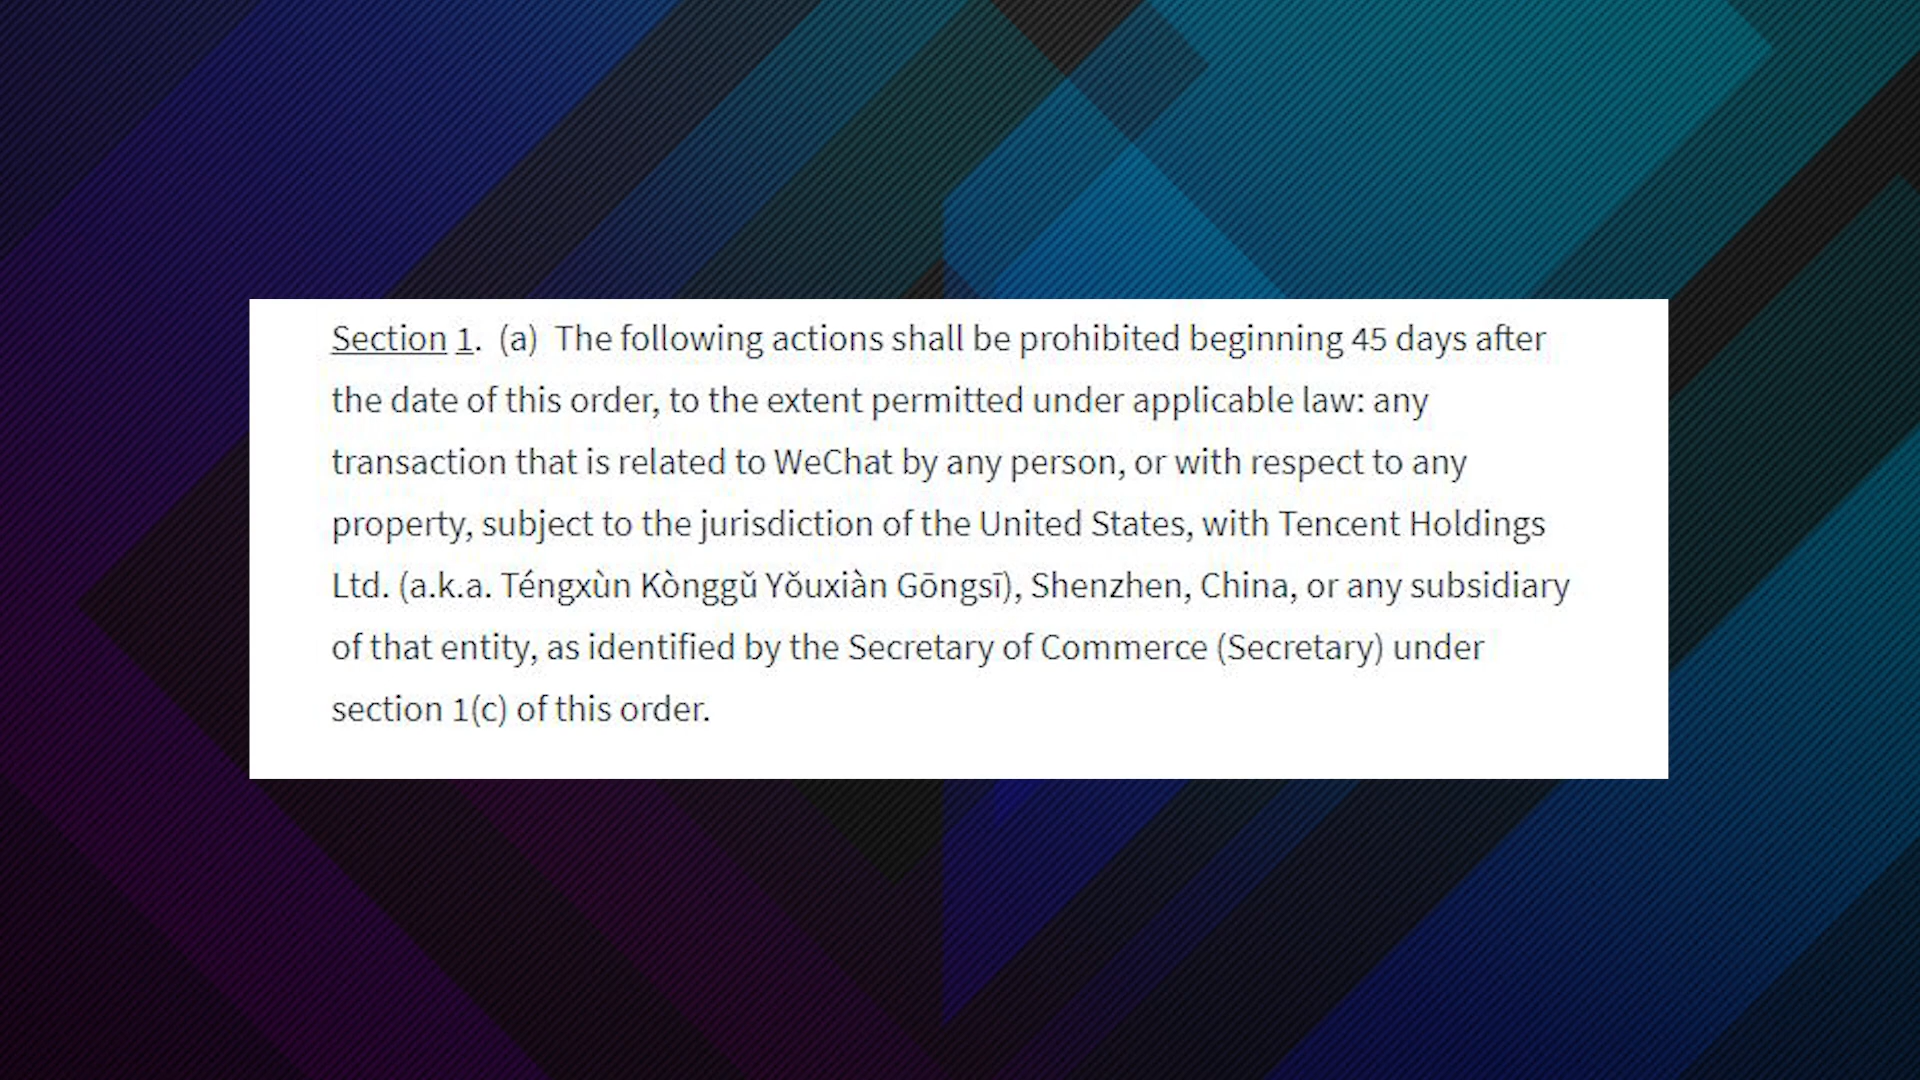 Section 1.  (a)  The following actions shall be prohibited beginning 45 days after
the date of this order, to the extent permitted under applicable law: any
transaction that is related to WeChat by any person, or with respect to any
property, subject to the jurisdiction of the United States, with Tencent Holdings
Ltd. (a.k.a. Téngxùn Kònggŭ Yŏuxiàn Gōngsī), Shenzhen, China, or any subsidiary
of that entity, as identified by the Secretary of Commerce (Secretary) under
section 1(c) of this order.